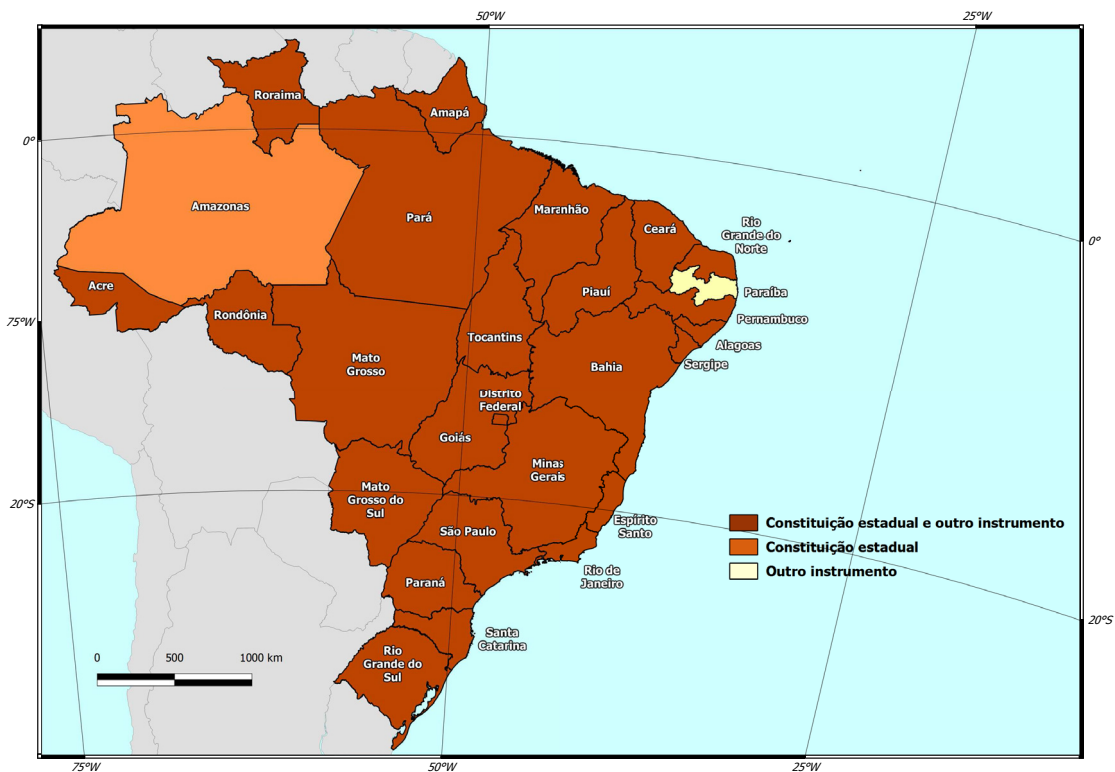 50°W
25°W
Roraima
Amapá
0°
Amazonas
Pará
Maranhão
Ceará
Rio
Grande do
Norte
0°
Acre
Rondônia
Piauí
Paraíba
Pernambuco
75°W
Tocantins
Alagoas
Sergipe
Mato
Grosso
Bahia
Distrito
Federal
Goiás
Minas
Gerais
20°S
Mato
Grosso do
Sul
São Paulo
Espírito
Santo
Constituição estadual e outro instrumento
Constituição estadual
Outro instrumento
Rio de
Janeiro
Paraná
20°S
Santa
Catarina
Rio
Grande do
Sul
0 500 1000 km
75°W
50°W
25°W